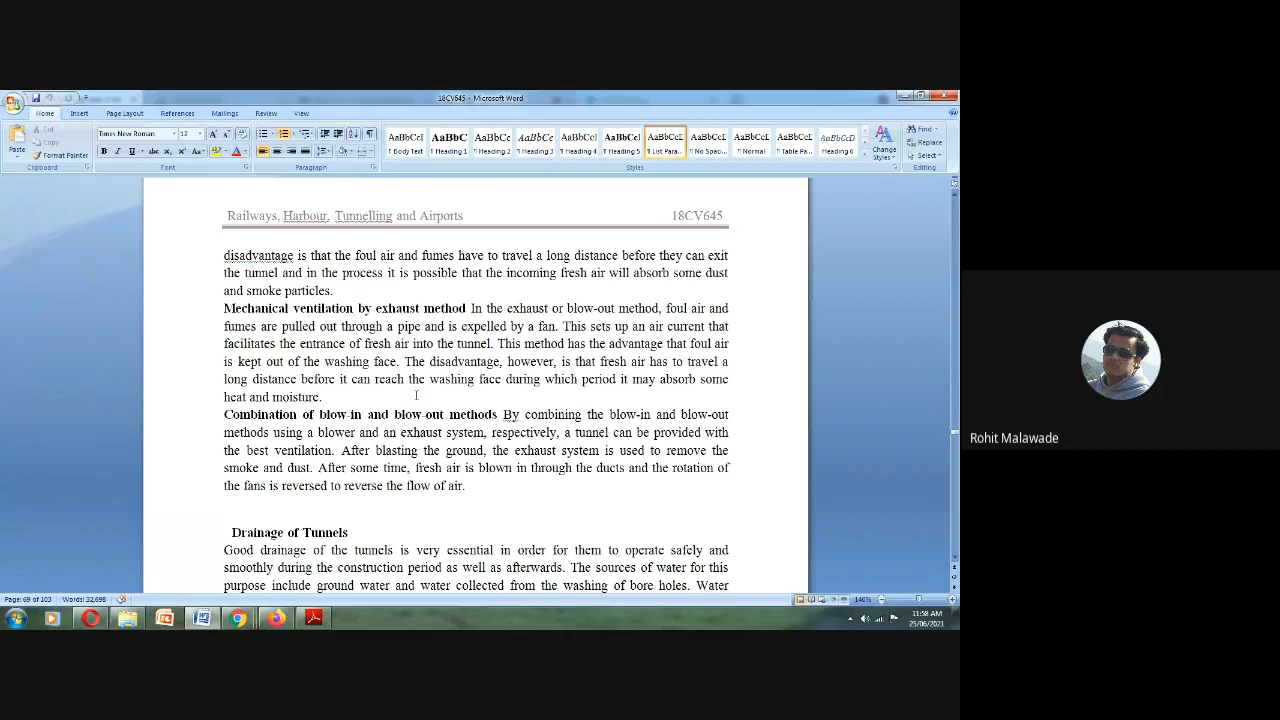 18CV645 - Microsoft Word
Home Insert Page Layout References Mailings Review View
Cut
Copy
Format Painter
Paste
Clipboard
Times New Roman 12
Font
Paragraph
AaBbCcL AaBbC AaBbCc AaBbCc AaBbCcI AaBbCcI AaBbCcL AaBbCcL AaBbCcL AaBbCcL AaBbCcD
Body Text Heading 1 Heading 2 Heading 3 Heading 4 Heading 5 List Para... No Spaci... Normal Table Pa... Heading 6
Styles
Change Styles
Find
Replace
Select
Editing
Railways, Harbour, Tunnelling and Airports 18CV645
disadvantage is that the foul air and fumes have to travel a long distance before they can exit
the tunnel and in the process it is possible that the incoming fresh air will absorb some dust
and smoke particles.
Mechanical ventilation by exhaust method In the exhaust or blow-out method, foul air and
fumes are pulled out through a pipe and is expelled by a fan. This sets up an air current that
facilitates the entrance of fresh air into the tunnel. This method has the advantage that foul air
is kept out of the washing face. The disadvantage, however, is that fresh air has to travel a
long distance before it can reach the washing face during which period it may absorb some
heat and moisture.
Combination of blow-in and blow-out methods By combining the blow-in and blow-out
methods using a blower and an exhaust system, respectively, a tunnel can be provided with
the best ventilation. After blasting the ground, the exhaust system is used to remove the
smoke and dust. After some time, fresh air is blown in through the ducts and the rotation of
the fans is reversed to reverse the flow of air.
Drainage of Tunnels
Good drainage of the tunnels is very essential in order for them to operate safely and
smoothly during the construction period as well as afterwards. The sources of water for this
purpose include ground water and water collected from the washing of bore holes. Water
Page: 69 of 103 Words: 32,698 140%
11:58 AM
25/06/2021
Rohit Malawade